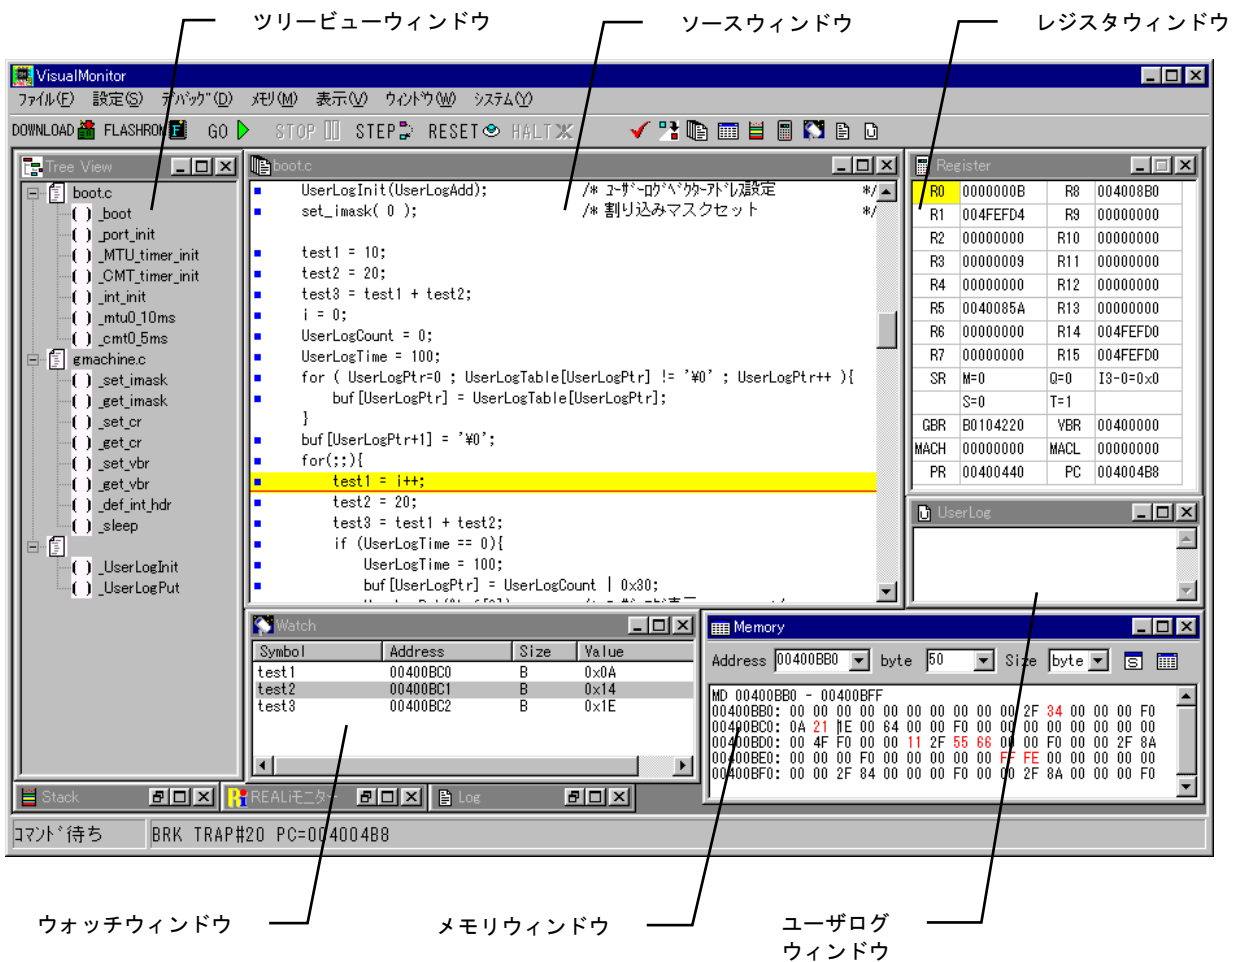 ツリービューウィンドウ
ソースウィンドウ
レジスタウィンドウ
VisualMonitor
ファイル(F) 設定(S) デバッグ(D) メモリ(M) 表示(V) ウィンドウ(W) システム(Y)
DOWNLOAD FLASHROM GO STOP STEP RESET HALT
Tree View
boot.c
_boot
_port_init
_MTU_timer_init
_CMT_timer_init
_int_init
_mtu0_10ms
_cmt0_5ms
gmachine.c
_set_imask
_get_imask
_set_cr
_get_cr
_set_vbr
_get_vbr
_def_int_hdr
_sleep
_UserLogInit
_UserLogPut
boot.c
UserLogInit(UserLogAdd); /* ユーザーログベクターアドレス設定 */
set_imask( 0 ); /* 割り込みマスクセット */
test1 = 10;
test2 = 20;
test3 = test1 + test2;
i = 0;
UserLogCount = 0;
UserLogTime = 100;
for ( UserLogPtr=0 ; UserLogTable[UserLogPtr] != '¥0' ; UserLogPtr++ ){
buf[UserLogPtr] = UserLogTable[UserLogPtr];
}
buf[UserLogPtr+1] = '¥0';
for(;;){
test1 = i++;
test2 = 20;
test3 = test1 + test2;
if (UserLogTime == 0){
UserLogTime = 100;
buf[UserLogPtr] = UserLogCount | 0x30;
Register
R0 0000000B R8 004008B0
R1 004FEFD4 R9 00000000
R2 00000000 R10 00000000
R3 00000009 R11 00000000
R4 00000000 R12 00000000
R5 0040085A R13 00000000
R6 00000000 R14 004FEFD0
R7 00000000 R15 004FEFD0
SR M=0 Q=0 I3-0=0x0
S=0 T=1
GBR B0104220 VBR 00400000
MACH 00000000 MACL 00000000
PR 00400440 PC 004004B8
UserLog
Watch
Symbol Address Size Value
test1 00400BC0 B 0x0A
test2 00400BC1 B 0x14
test3 00400BC2 B 0x1E
Memory
Address 00400BB0 byte 50 Size byte
MD 00400BB0 - 00400BFF
00400BB0: 00 00 00 00 00 00 00 00 00 00 2F 34 00 00 00 F0
00400BC0: 0A 21 1E 00 64 00 00 F0 00 00 00 00 00 00 00 00
00400BD0: 00 4F F0 00 00 11 2F 55 66 00 00 F0 00 00 2F 8A
00400BE0: 00 00 00 F0 00 00 00 00 00 FF FE 00 00 00 00 00
00400BF0: 00 00 2F 84 00 00 00 F0 00 00 2F 8A 00 00 00 F0
Stack
REALiモニター
Log
コマンド待ち BRK TRAP#20 PC=004004B8
ウォッチウィンドウ
メモリウィンドウ
ユーザログ
ウィンドウ